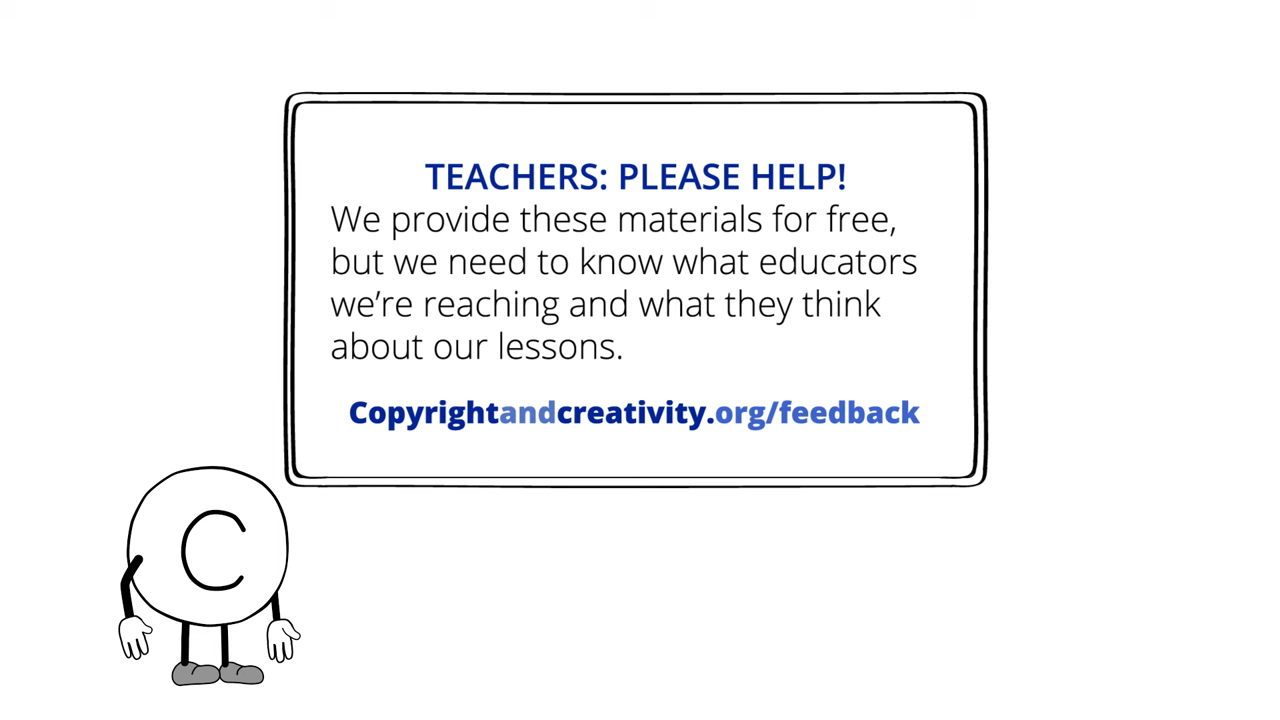 TEACHERS: PLEASE HELP!
We provide these materials for free,
but we need to know what educators
we’re reaching and what they think
about our lessons.
Copyrightandcreativity.org/feedback
C